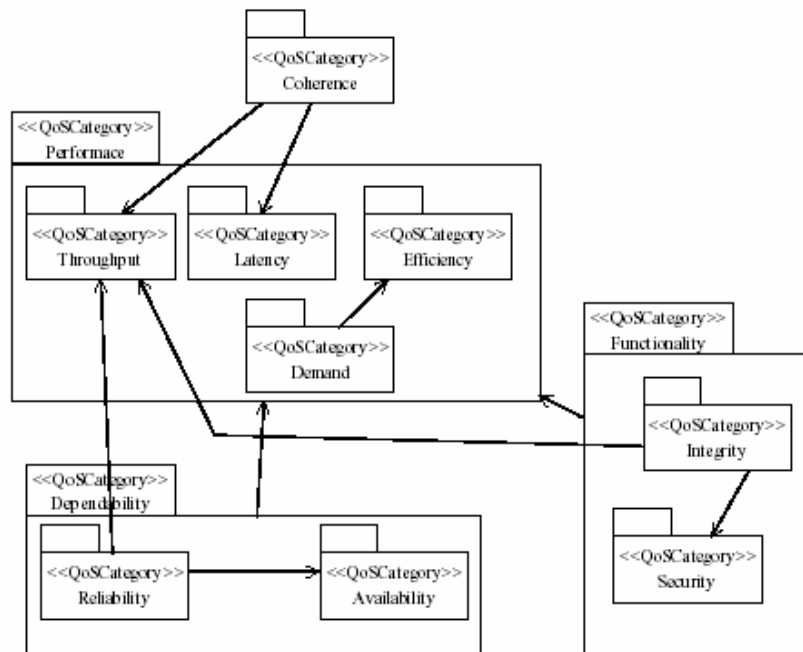 <<QoSCategory>>
Coherence
<<QoSCategory>>
Performace
<<QoSCategory>>
Throughput
<<QoSCategory>>
Latency
<<QoSCategory>>
Efficiency
<<QoSCategory>>
Demand
<<QoSCategory>>
Functionality
<<QoSCategory>>
Integrity
<<QoSCategory>>
Security
<<QoSCategory>>
Dependability
<<QoSCategory>>
Reliability
<<QoSCategory>>
Availability